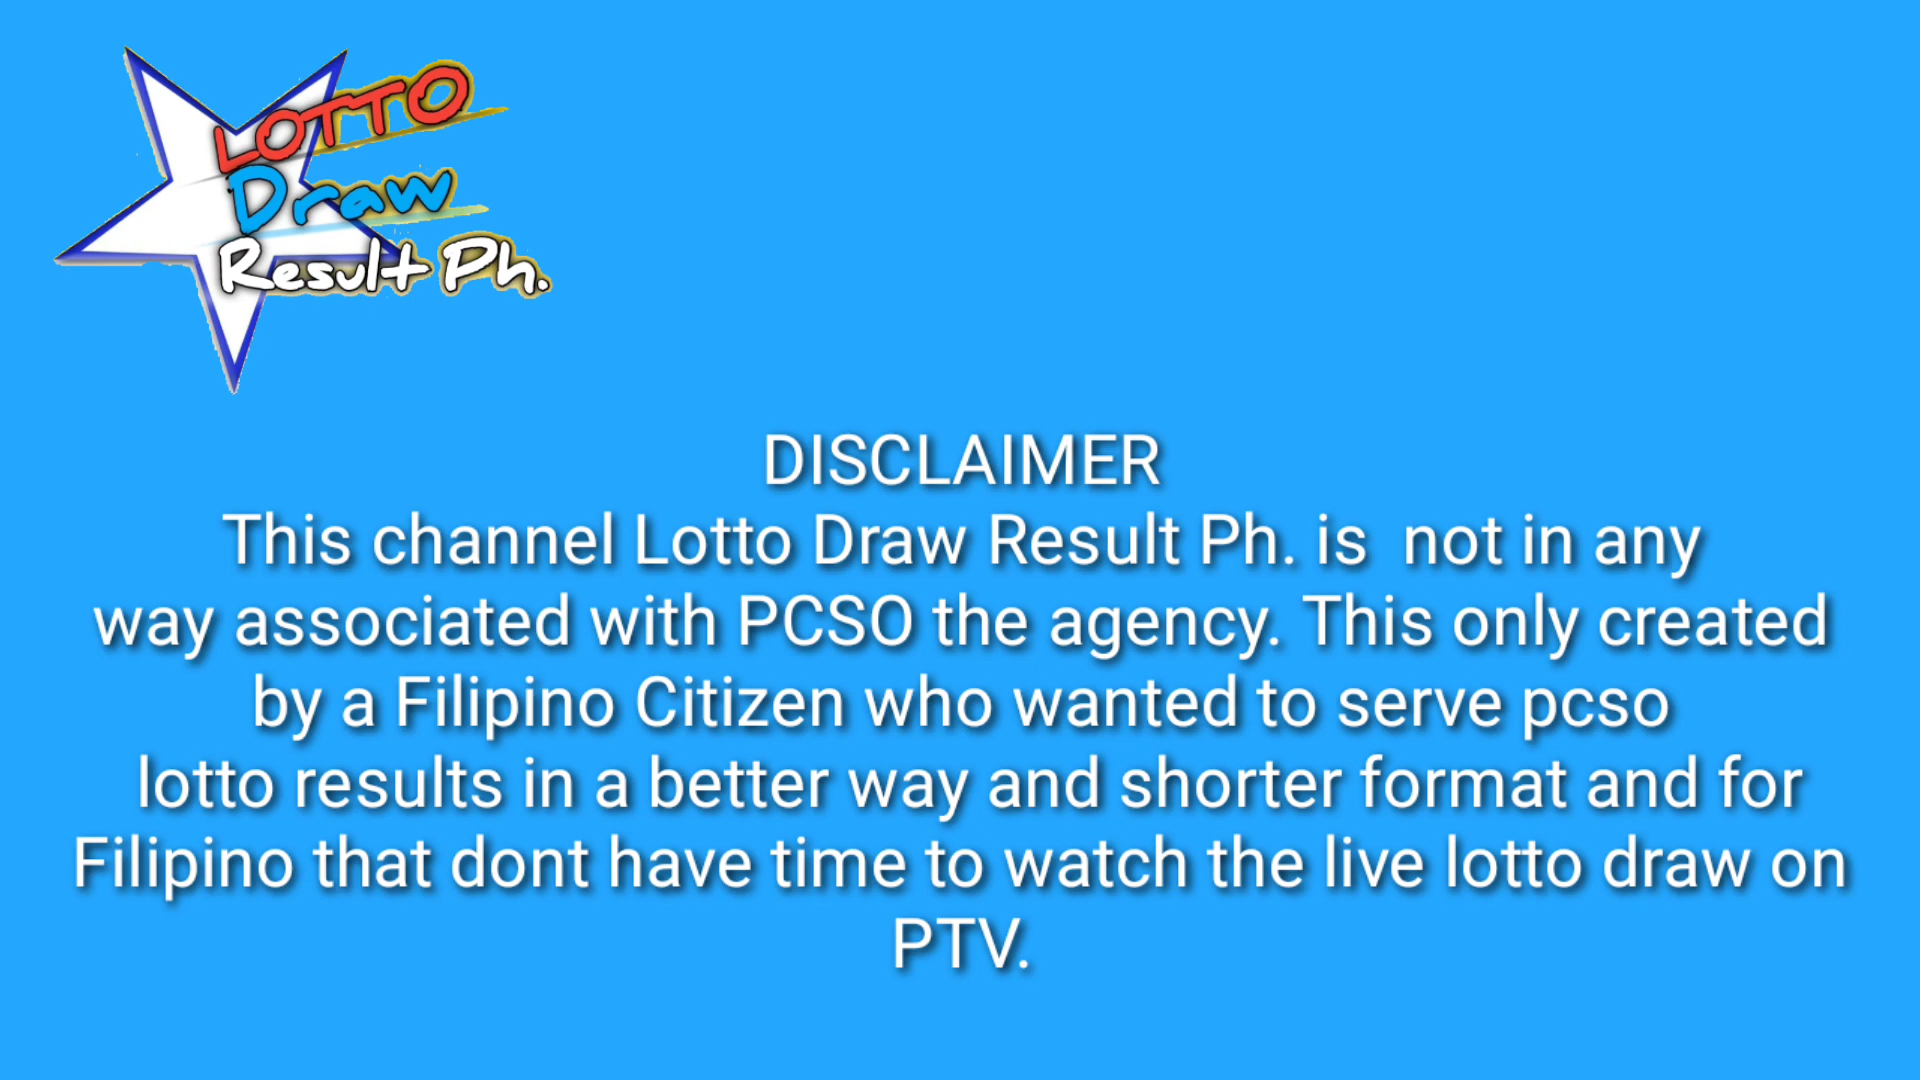 LOTTO
Draw
Result Ph.
DISCLAIMER
This channel Lotto Draw Result Ph. is  not in any
way associated with PCSO the agency. This only created
by a Filipino Citizen who wanted to serve pcso
lotto results in a better way and shorter format and for
Filipino that dont have time to watch the live lotto draw on
PTV.